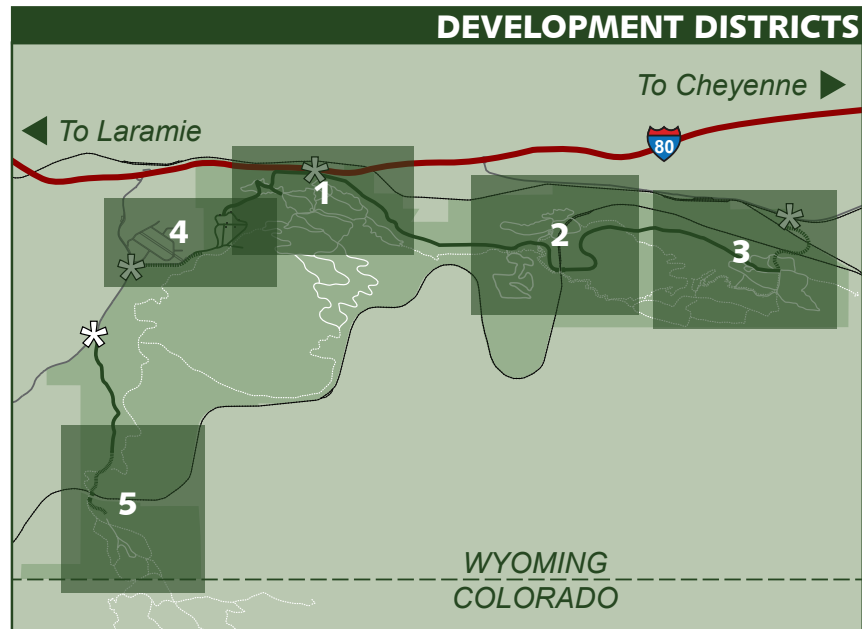 DEVELOPMENT DISTRICTS
To Cheyenne
To Laramie
80
1
4
2
3
5
WYOMING
COLORADO